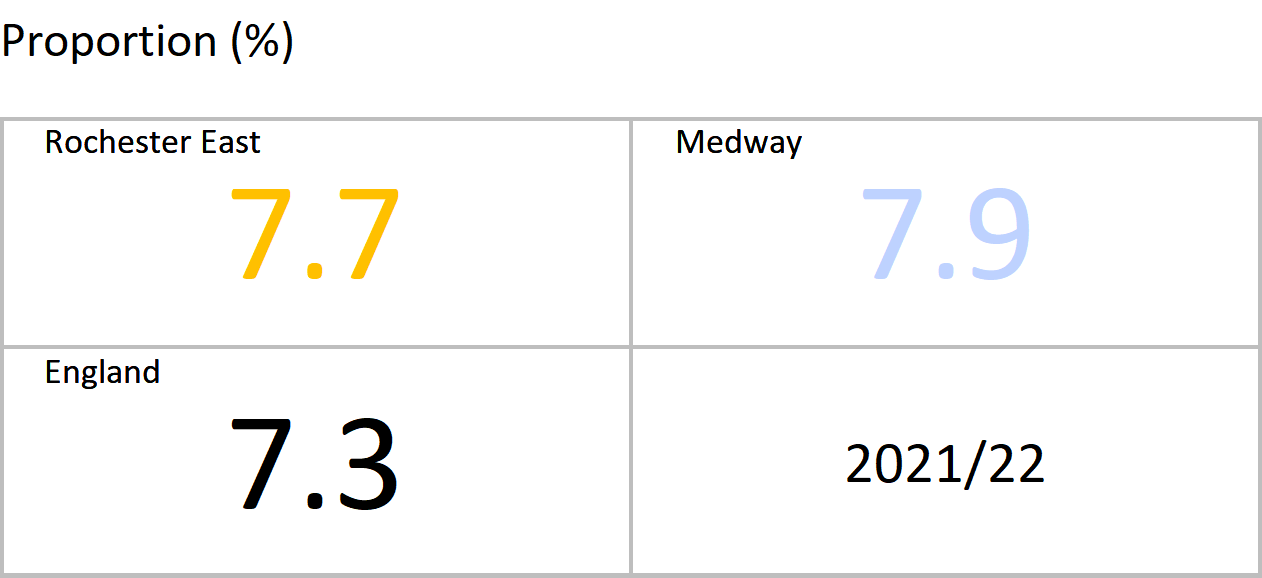 Proportion (%)
Rochester East
7.7
Medway
7.9
England
7.3
2021/22